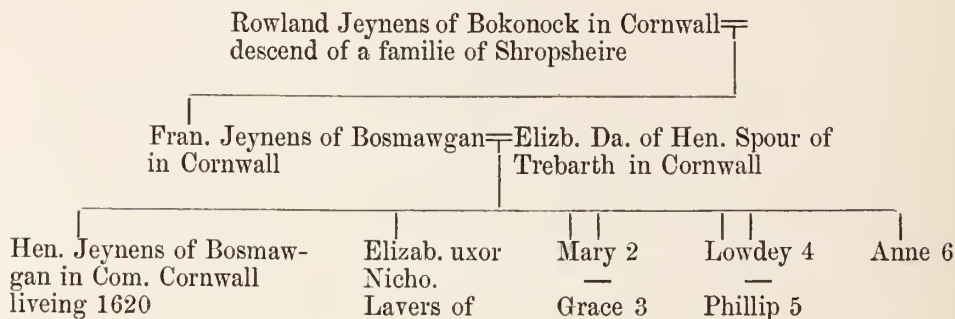 Rowland Jeynens of Bokonock in Cornwall
descend of a familie of Shropsheire
Fran. Jeynens of Bosmawgan
in Cornwall
Elizb. Da. of Hen. Spour of
Trebarth in Cornwall
Hen. Jeynens of Bosmaw-
gan in Com. Cornwall
liveing 1620
Elizab. uxor
Nicho.
Lavers of
Mary 2
Grace 3
Lowdey 4
Phillip 5
Anne 6